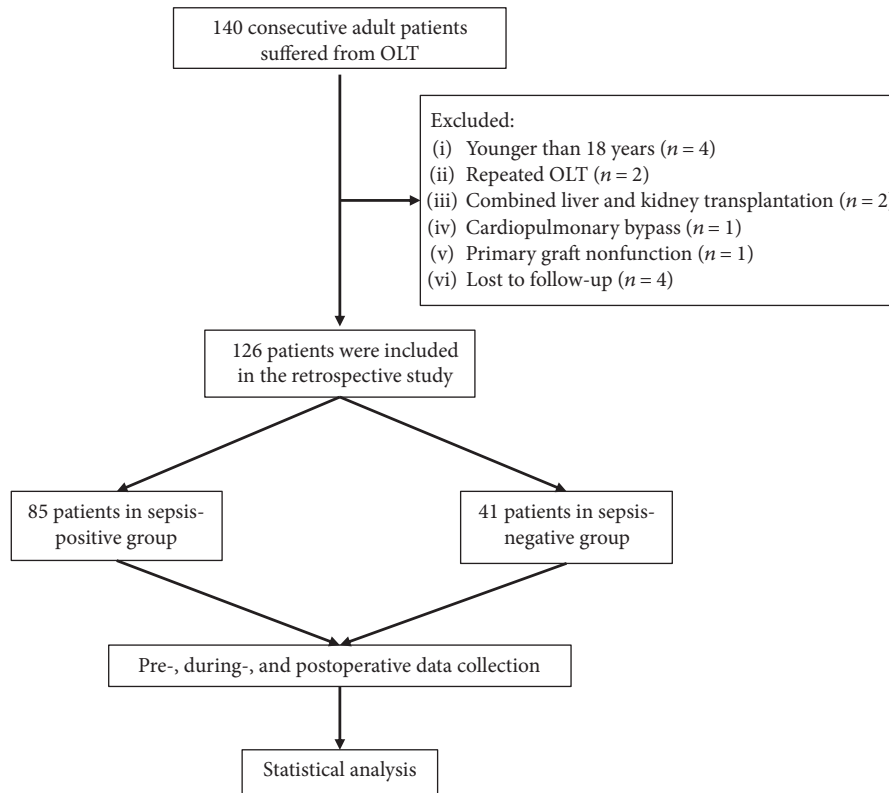 140 consecutive adult patients
suffered from OLT
Excluded:
(i) Younger than 18 years (n = 4)
(ii) Repeated OLT (n = 2)
(iii) Combined liver and kidney transplantation (n = 2)
(iv) Cardiopulmonary bypass (n = 1)
(v) Primary graft nonfunction (n = 1)
(vi) Lost to follow-up (n = 4)
126 patients were included
in the retrospective study
85 patients in sepsis-
positive group
41 patients in sepsis-
negative group
Pre-, during-, and postoperative data collection
Statistical analysis